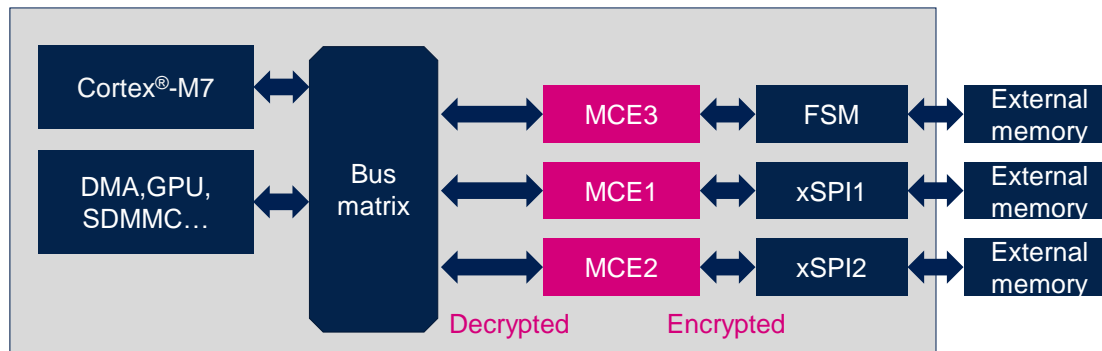 Cortex®-M7
DMA,GPU,
SDMMC…
Bus
matrix
MCE3
FSM
External
memory
MCE1
xSPI1
External
memory
MCE2
xSPI2
External
memory
Decrypted
Encrypted